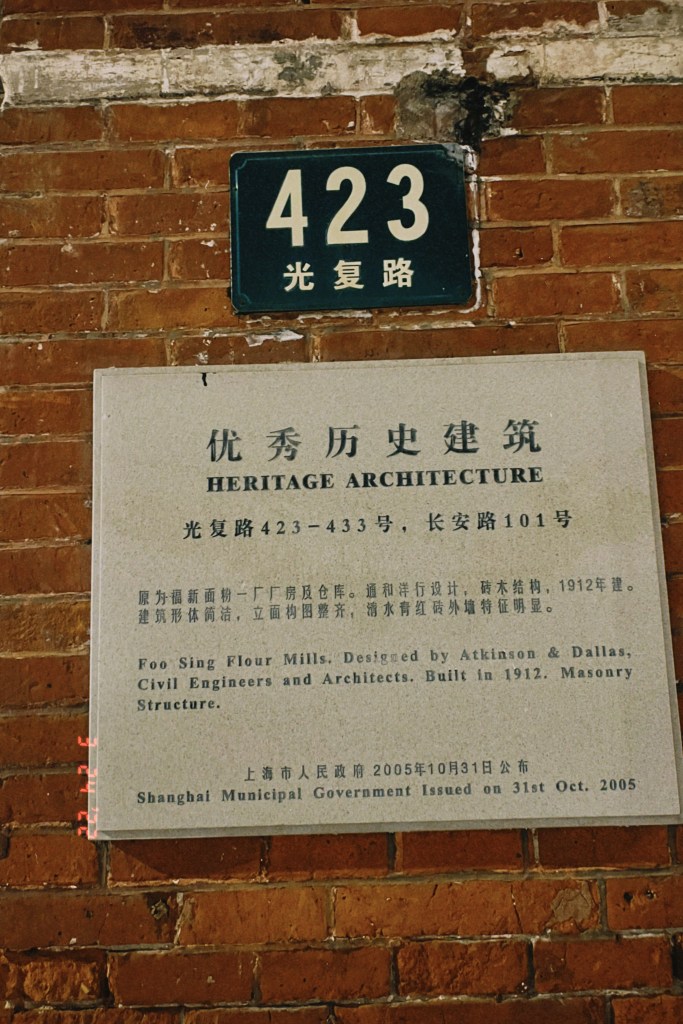 423
光复路
优秀历史建筑
HERITAGE ARCHITECTURE
光复路423-433号，长安路101号
原为福新面粉一厂厂房及仓库。通和洋行设计，砖木结构，1912年建。
建筑形体简洁，立面构图整齐，清水青红砖外墙特征明显。
Foo Sing Flour Mills. Designed by Atkinson & Dallas,
Civil Engineers and Architects. Built in 1912. Masonry
Structure.
上海市人民政府 2005年10月31日公布
Shanghai Municipal Government Issued on 31st Oct. 2005
3 24 22